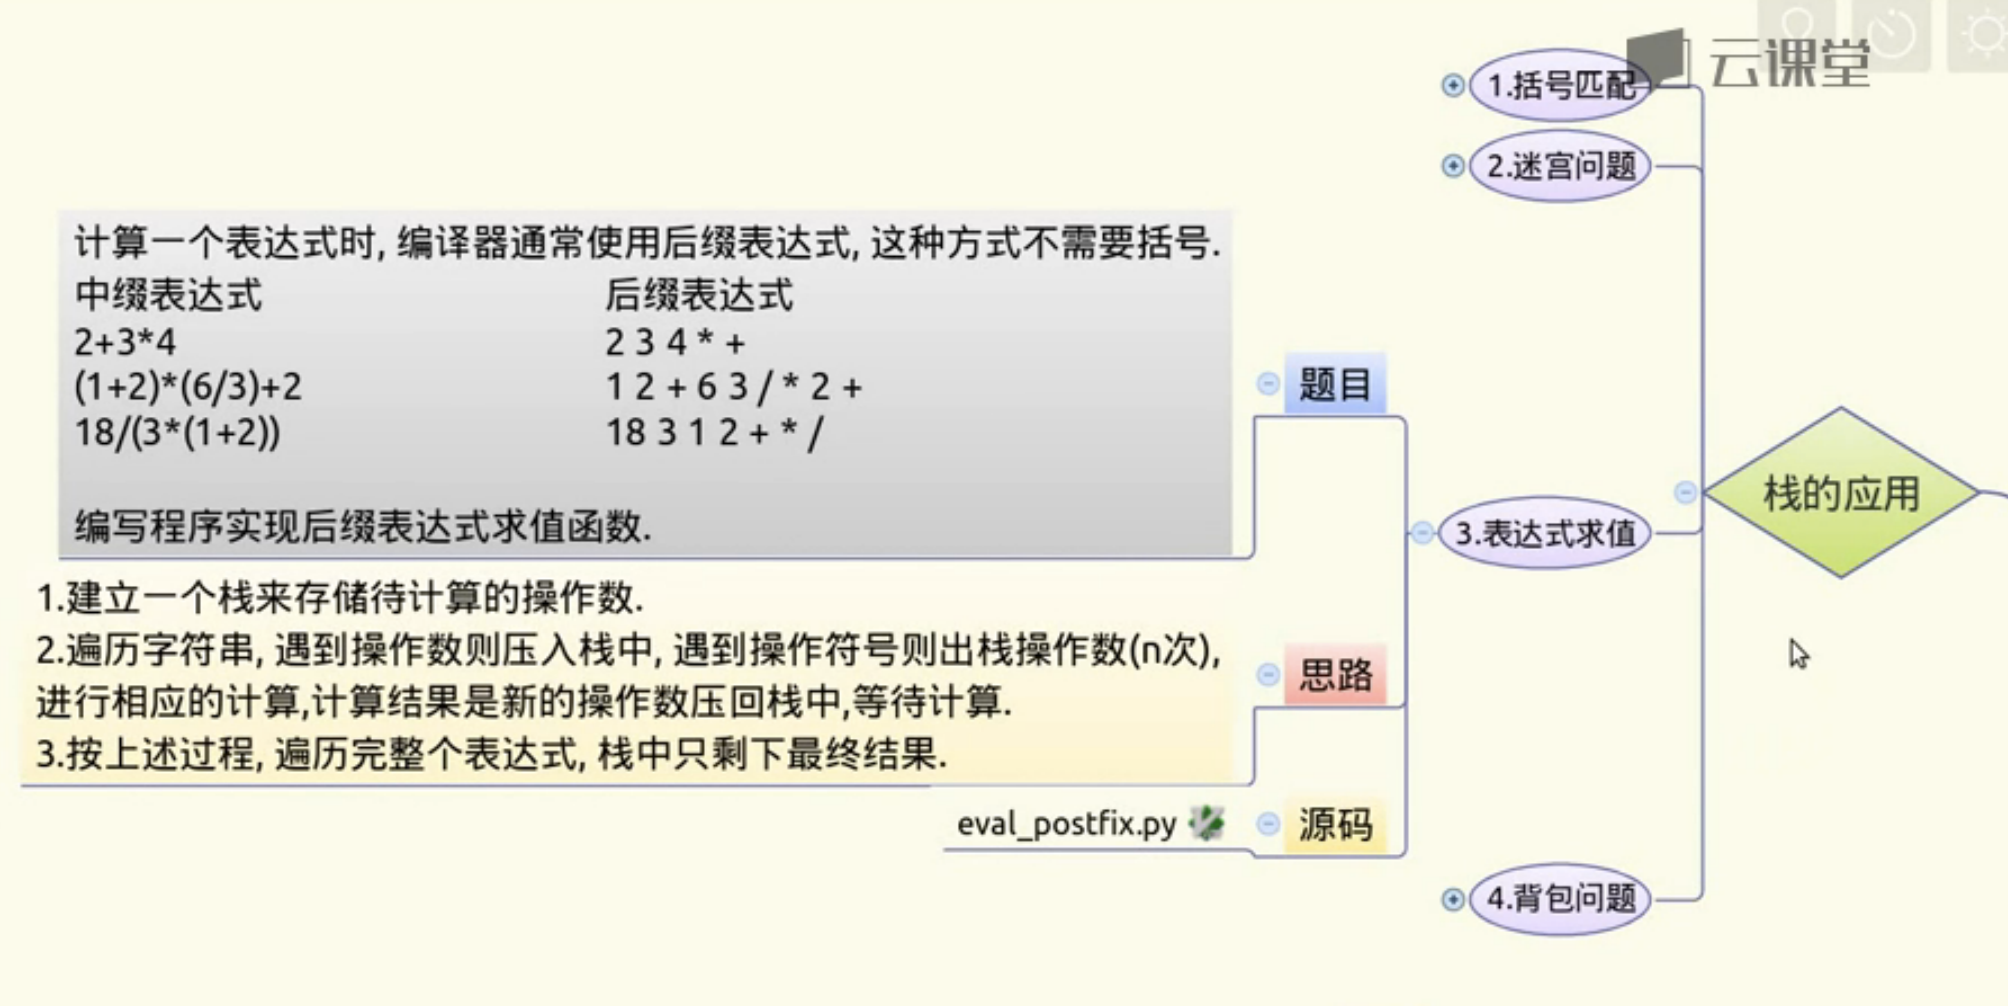 云课堂
1.括号匹配
2.迷宫问题
计算一个表达式时, 编译器通常使用后缀表达式, 这种方式不需要括号.
中缀表达式 后缀表达式
2+3*4 2 3 4 * +
(1+2)*(6/3)+2 1 2 + 6 3 / * 2 +
18/(3*(1+2)) 18 3 1 2 + * /
编写程序实现后缀表达式求值函数.
题目
栈的应用
3.表达式求值
1.建立一个栈来存储待计算的操作数.
2.遍历字符串, 遇到操作数则压入栈中, 遇到操作符号则出栈操作数(n次),
进行相应的计算,计算结果是新的操作数压回栈中,等待计算.
3.按上述过程, 遍历完整个表达式, 栈中只剩下最终结果.
思路
eval_postfix.py
源码
4.背包问题